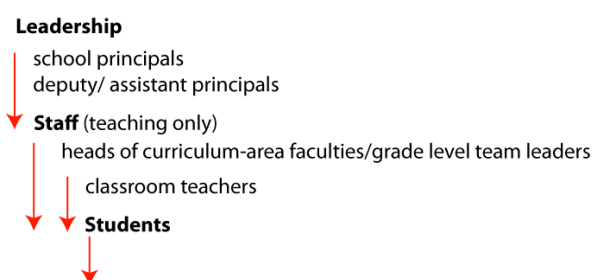 Leadership
school principals
deputy/ assistant principals
Staff (teaching only)
heads of curriculum-area faculties/grade level team leaders
classroom teachers
Students